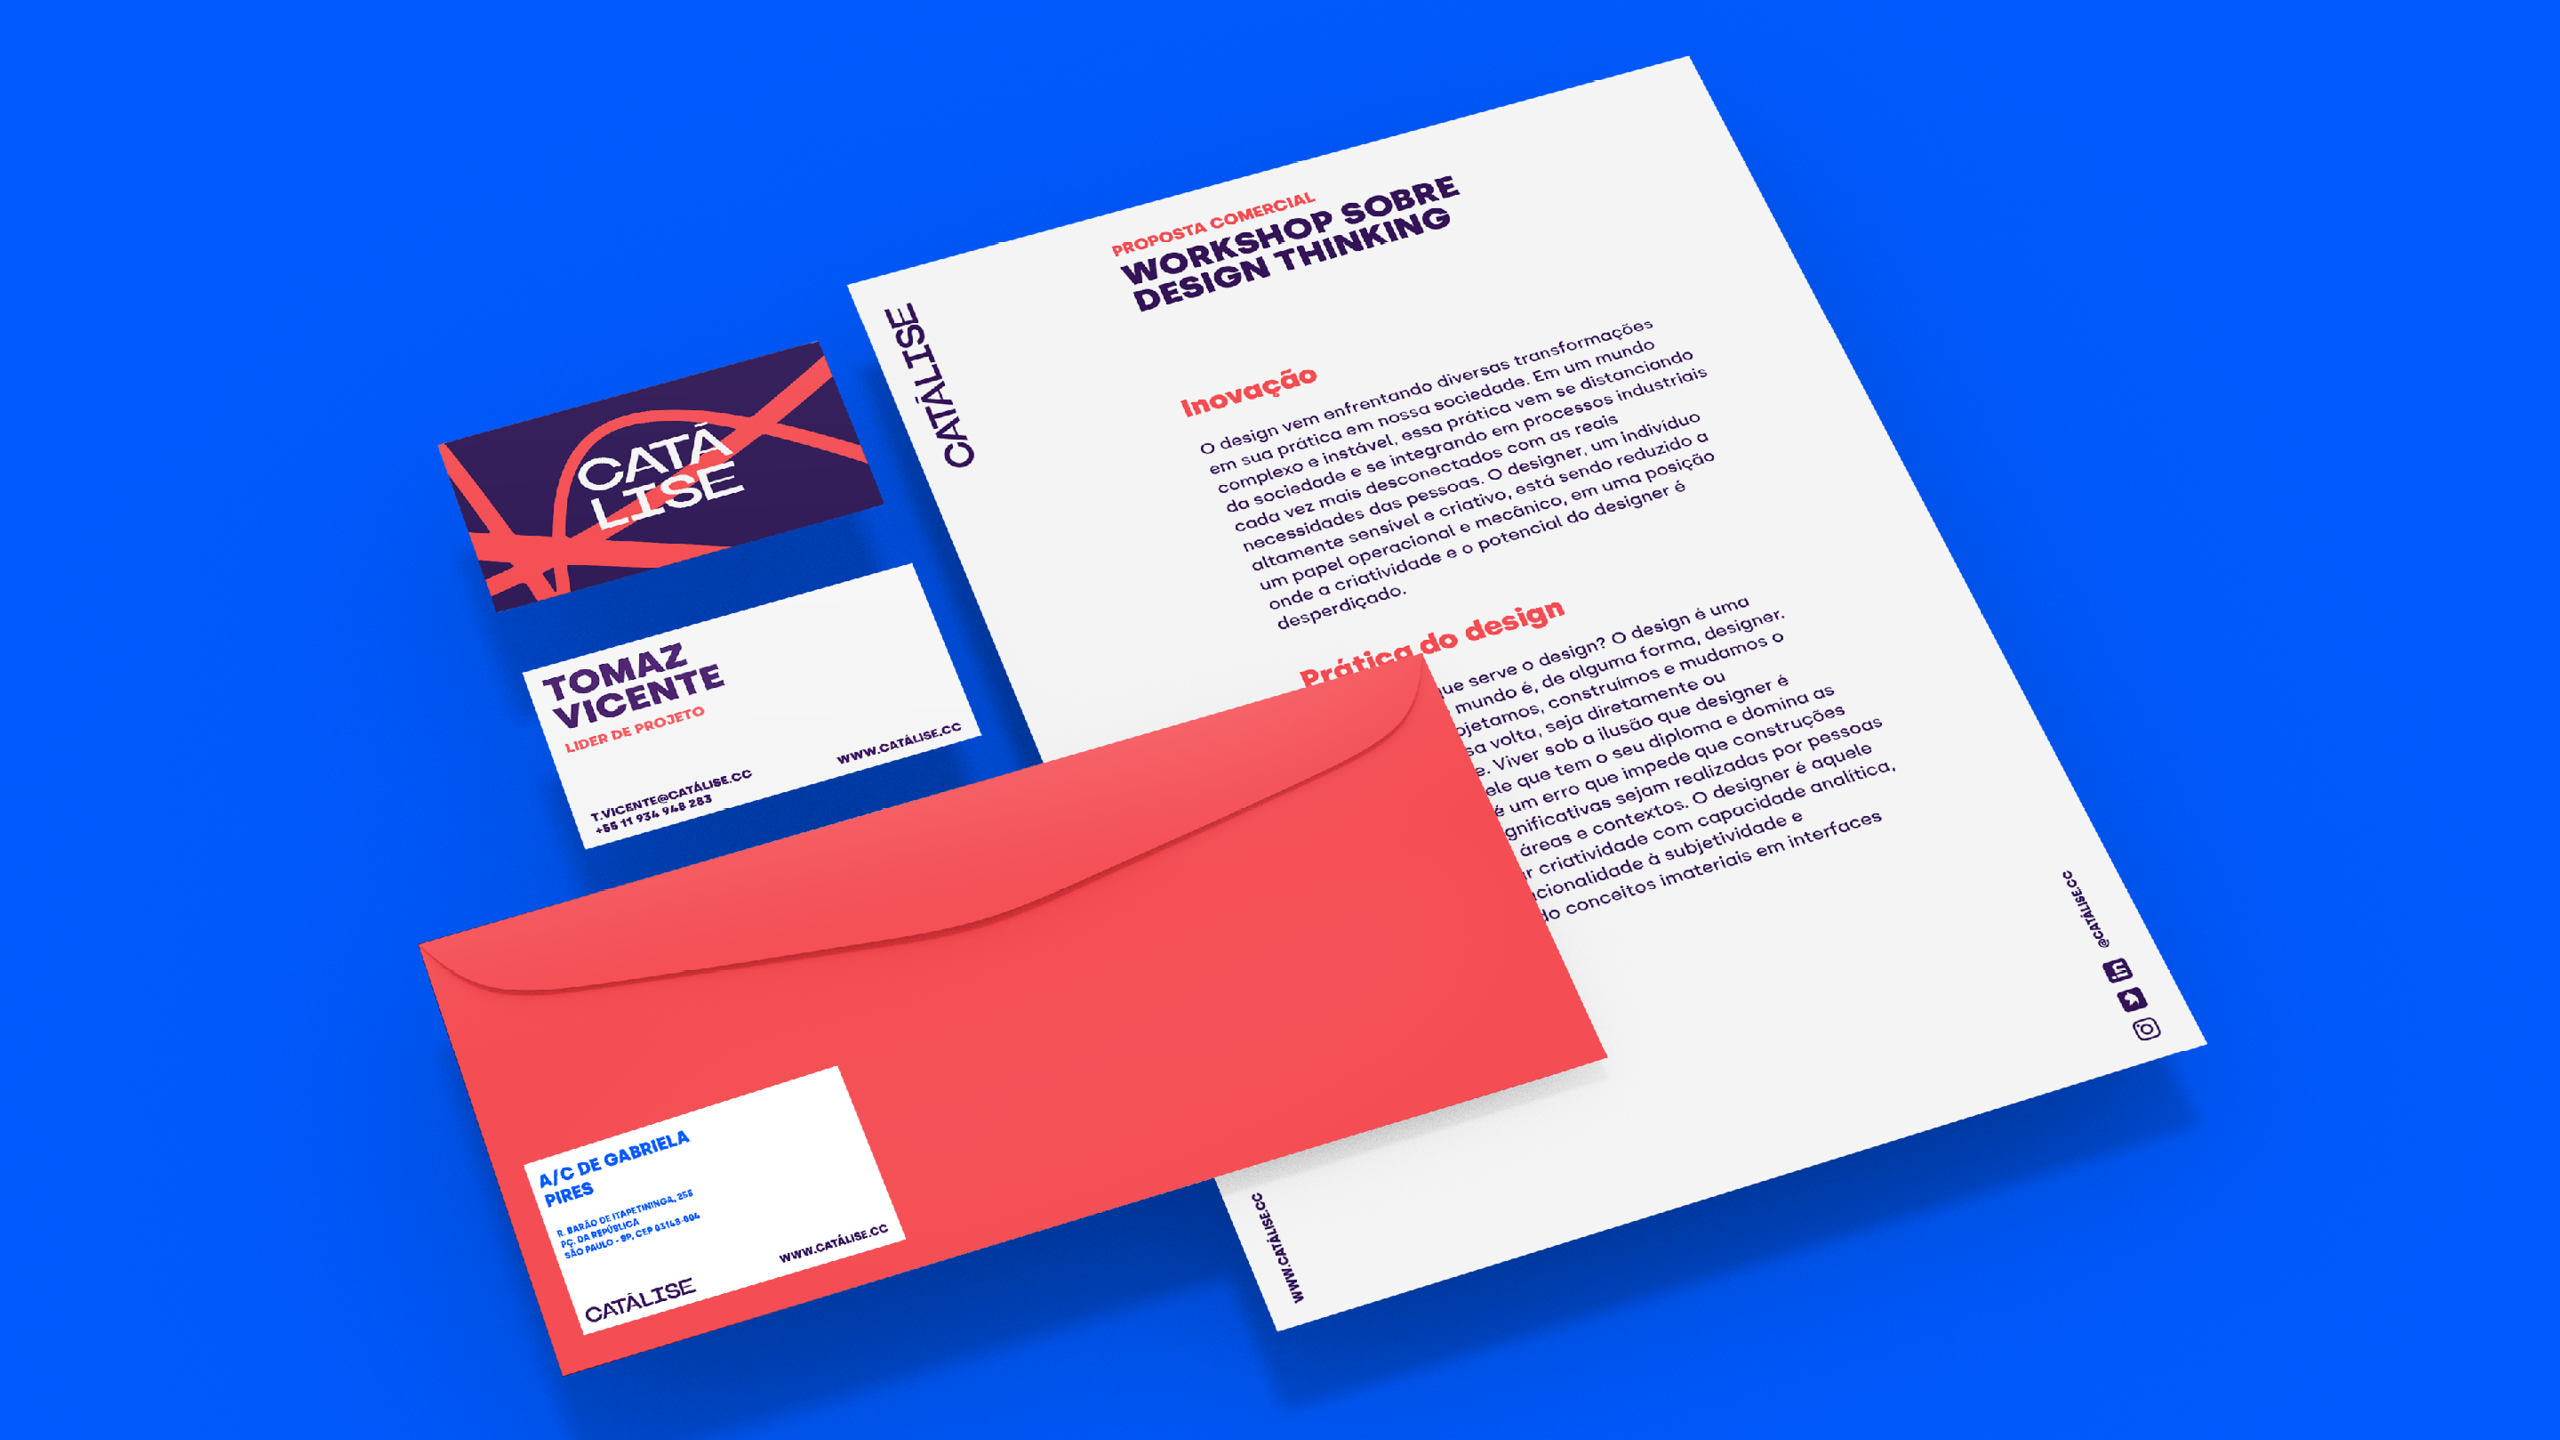 CATÁ
LISE
TOMAZ
VICENTE
LIDER DE PROJETO
T.VICENTE@CATÁLISE.CC
+55 11 934 948 283
WWW.CATÁLISE.CC
CATÁLISE
PROPOSTA COMERCIAL
WORKSHOP SOBRE
DESIGN THINKING
Inovação
O design vem enfrentando diversas transformações
em sua prática em nossa sociedade. Em um mundo
complexo e instável, essa prática vem se distanciando
da sociedade e se integrando em processos industriais
cada vez mais desconectados com as reais
necessidades das pessoas. O designer, um indivíduo
altamente sensível e criativo, está sendo reduzido a
um papel operacional e mecânico, em uma posição
onde a criatividade e o potencial do designer é
desperdiçado.
Prática do design
serve o design? O design é uma
mundo é, de alguma forma, designer.
construímos e mudamos o
volta, seja diretamente ou
Viver sob a ilusão que designer é
que tem o seu diploma e domina as
é um erro que impede que construções
sejam realizadas por pessoas
áreas e contextos. O designer é aquele
criatividade com capacidade analítica,
à subjetividade e
conceitos imateriais em interfaces
@CATÁLISE.CC
WWW.CATÁLISE.CC
A/C DE GABRIELA
PIRES
R. BARÃO DE ITAPETININGA, 255
PÇ. DA REPÚBLICA
SÃO PAULO - SP, CEP 03148-004
CATÁLISE
WWW.CATÁLISE.CC